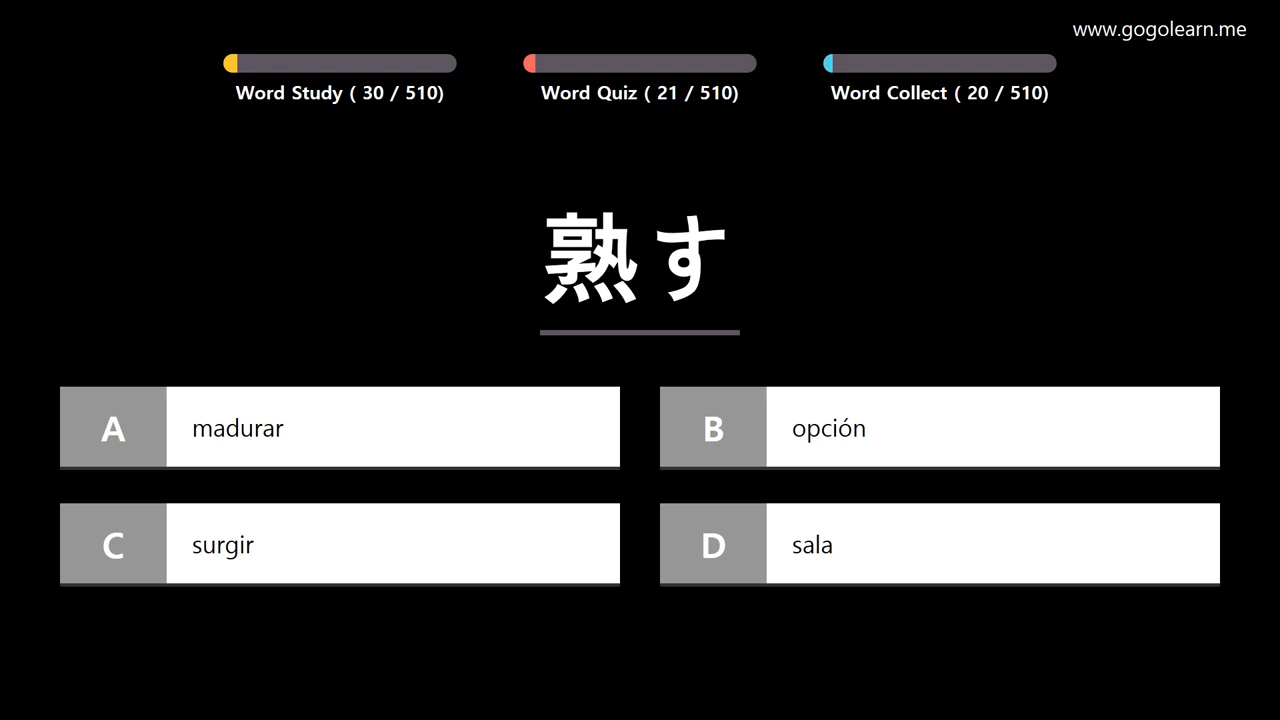 www.gogolearn.me
Word Study ( 30 / 510)
Word Quiz ( 21 / 510)
Word Collect ( 20 / 510)
熟す
A madurar
B opción
C surgir
D sala